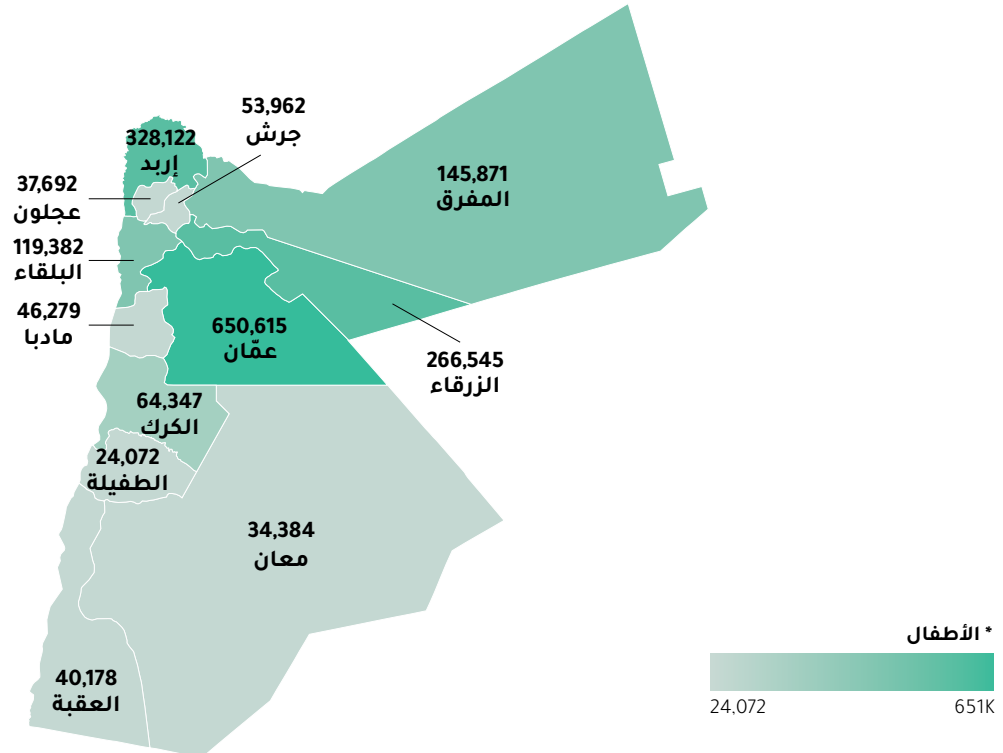 53,962
جرش
328,122
إربد
145,871
المفرق
37,692
عجلون
119,382
البلقاء
46,279
مادبا
650,615
عمّان
266,545
الزرقاء
64,347
الكرك
24,072
الطفيلة
34,384
معان
40,178
العقبة
* الأطفال
24,072 651K